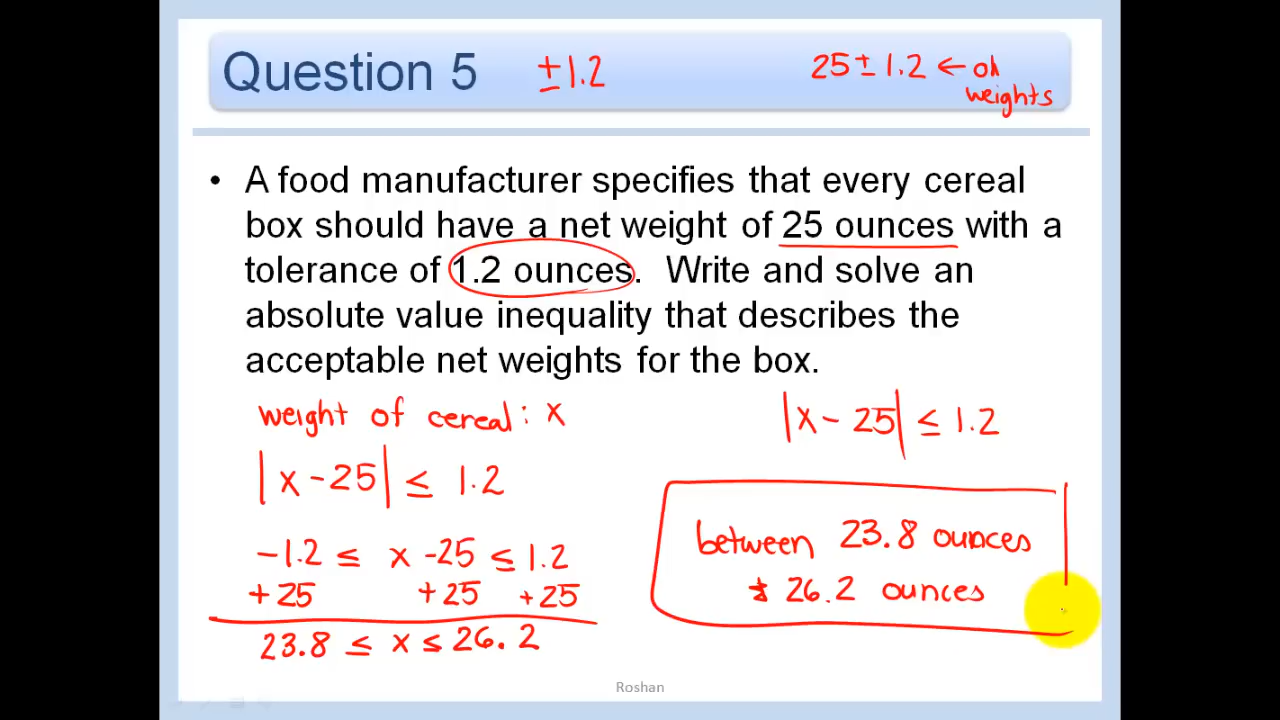 Question 5
±1.2
25±1.2 ← ok
weights
• A food manufacturer specifies that every cereal
box should have a net weight of 25 ounces with a
tolerance of 1.2 ounces. Write and solve an
absolute value inequality that describes the
acceptable net weights for the box.
weight of cereal: x
|x-25| ≤ 1.2
-1.2 ≤ x -25 ≤ 1.2
+25 +25 +25
23.8 ≤ x ≤ 26.2
|x - 25| ≤ 1.2
between 23.8 ounces
& 26.2 ounces
Roshan